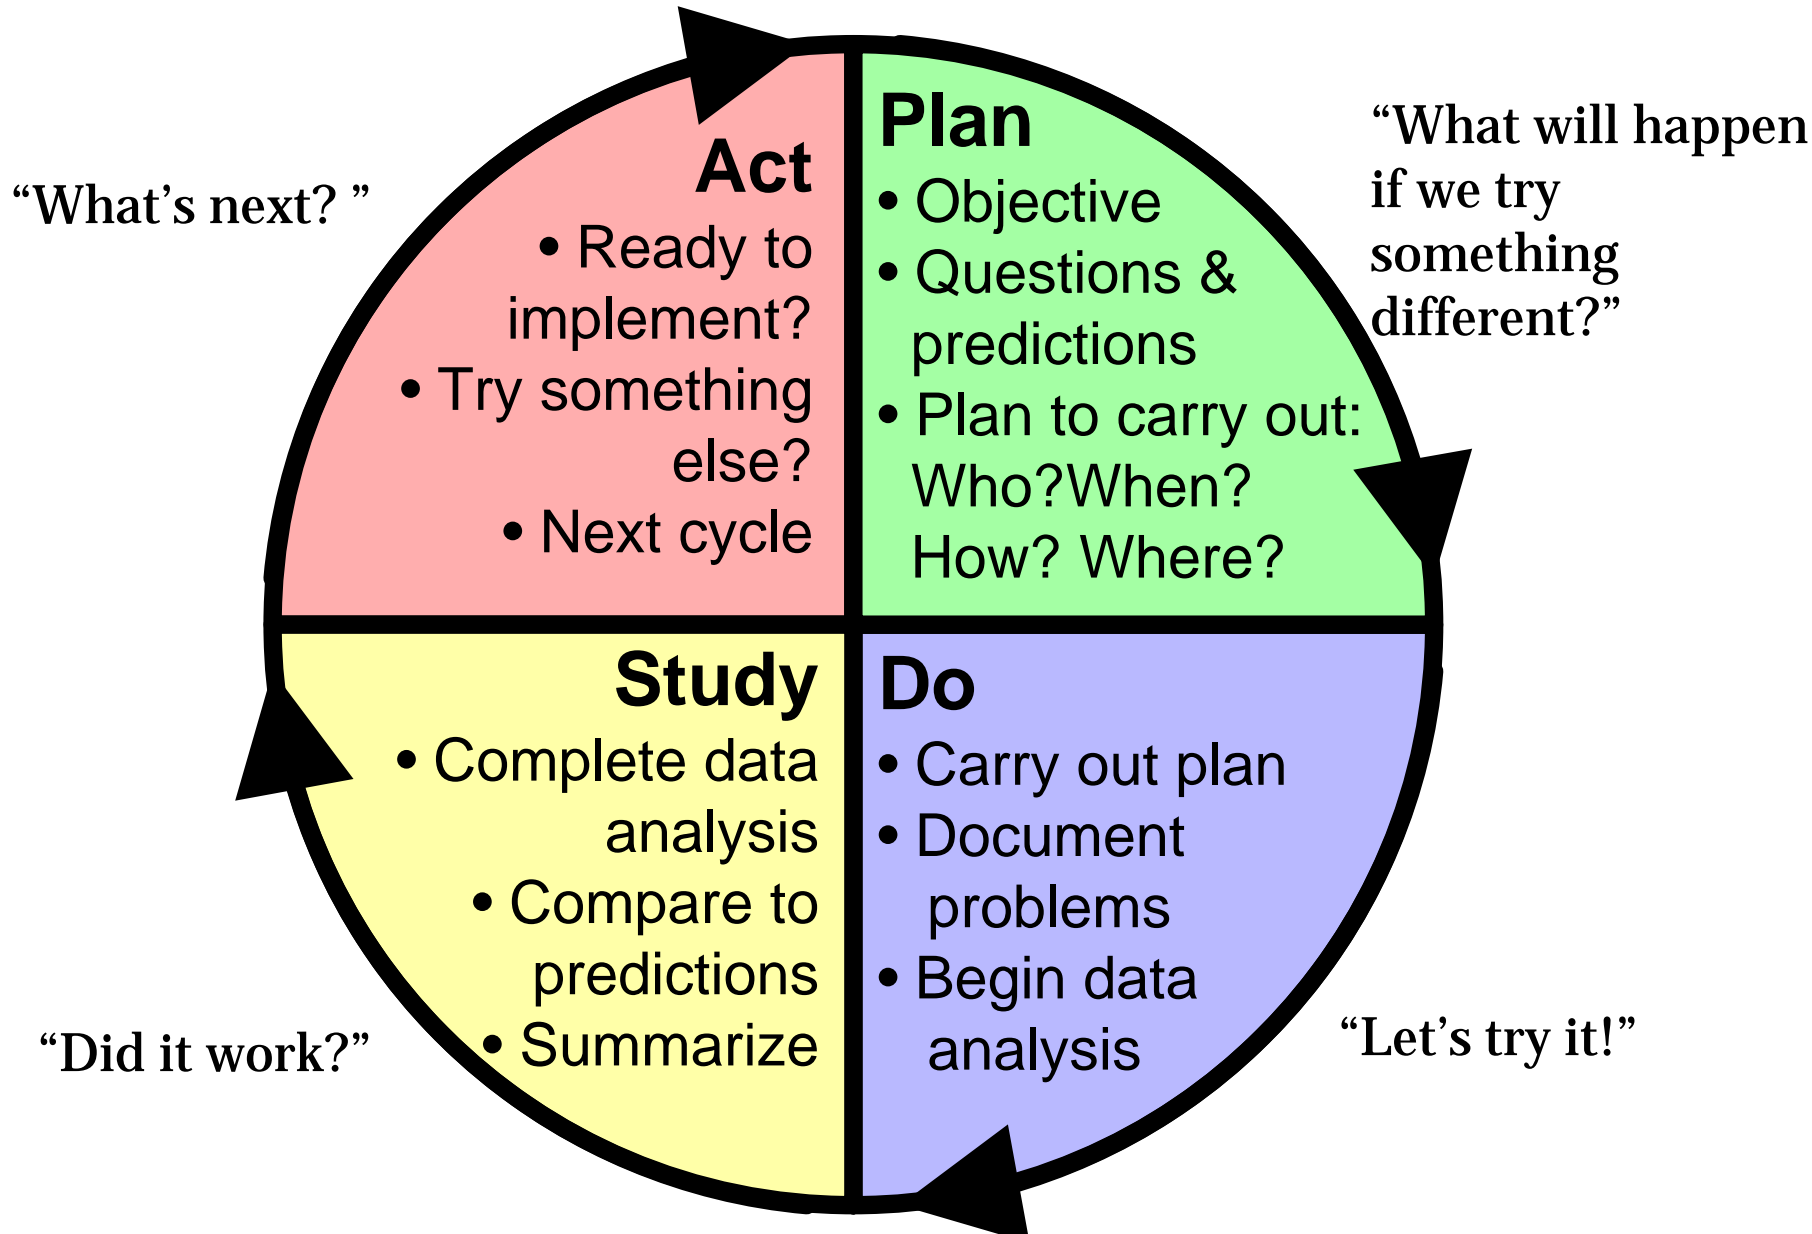 Plan
• Objective
• Questions &
predictions
• Plan to carry out:
Who?When?
How? Where?
“What will happen
if we try
something
different?”
Do
• Carry out plan
• Document
problems
• Begin data
analysis
“Let’s try it!”
Study
• Complete data
analysis
• Compare to
predictions
• Summarize
“Did it work?”
Act
• Ready to
implement?
• Try something
else?
• Next cycle
“What’s next? ”